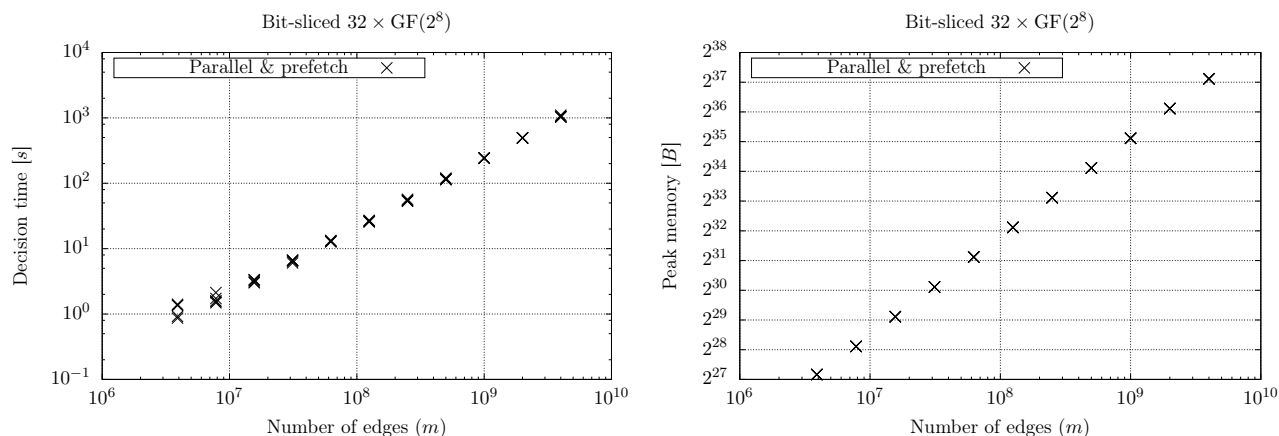 Bit-sliced 32 × GF(2^8)
Parallel & prefetch
Decision time [s]
10^4
10^3
10^2
10^1
10^0
10^−1
10^6 10^7 10^8 10^9 10^10
Number of edges (m)
Bit-sliced 32 × GF(2^8)
Parallel & prefetch
Peak memory [B]
2^38
2^37
2^36
2^35
2^34
2^33
2^32
2^31
2^30
2^29
2^28
2^27
10^6 10^7 10^8 10^9 10^10
Number of edges (m)